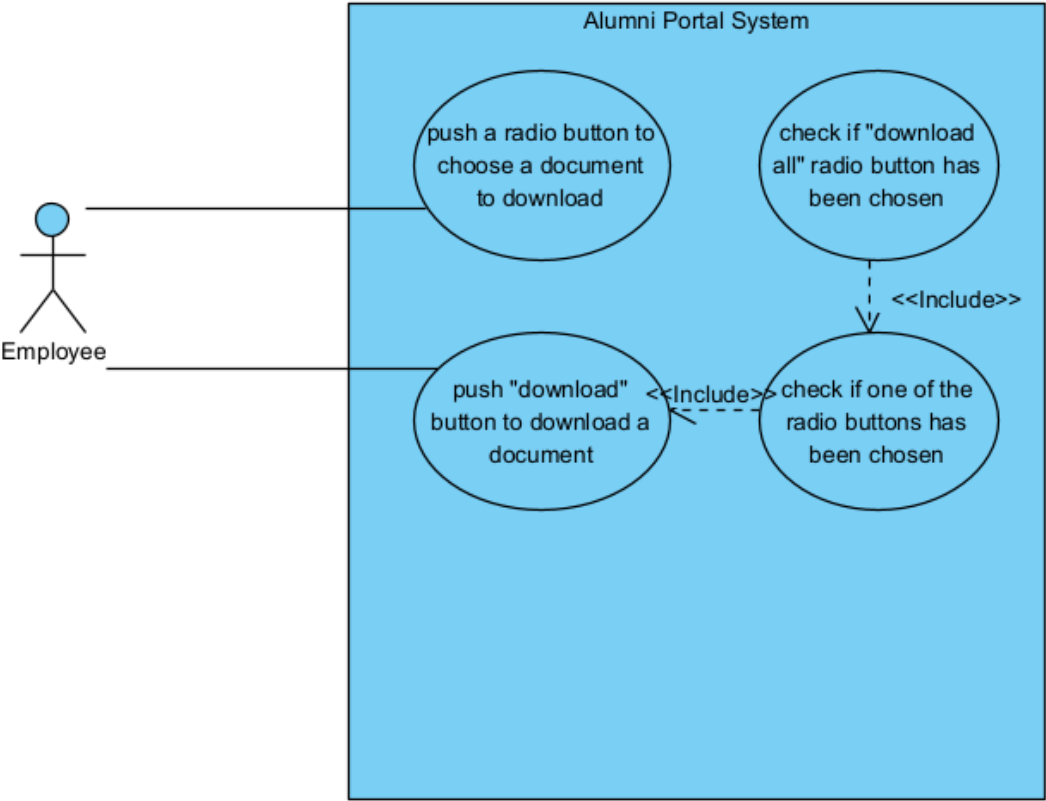 Alumni Portal System
push a radio button to
choose a document
to download
check if "download
all" radio button has
been chosen
<<Include>>
Employee
push "download"
button to download a
document
<<Include>>
check if one of the
radio buttons has
been chosen